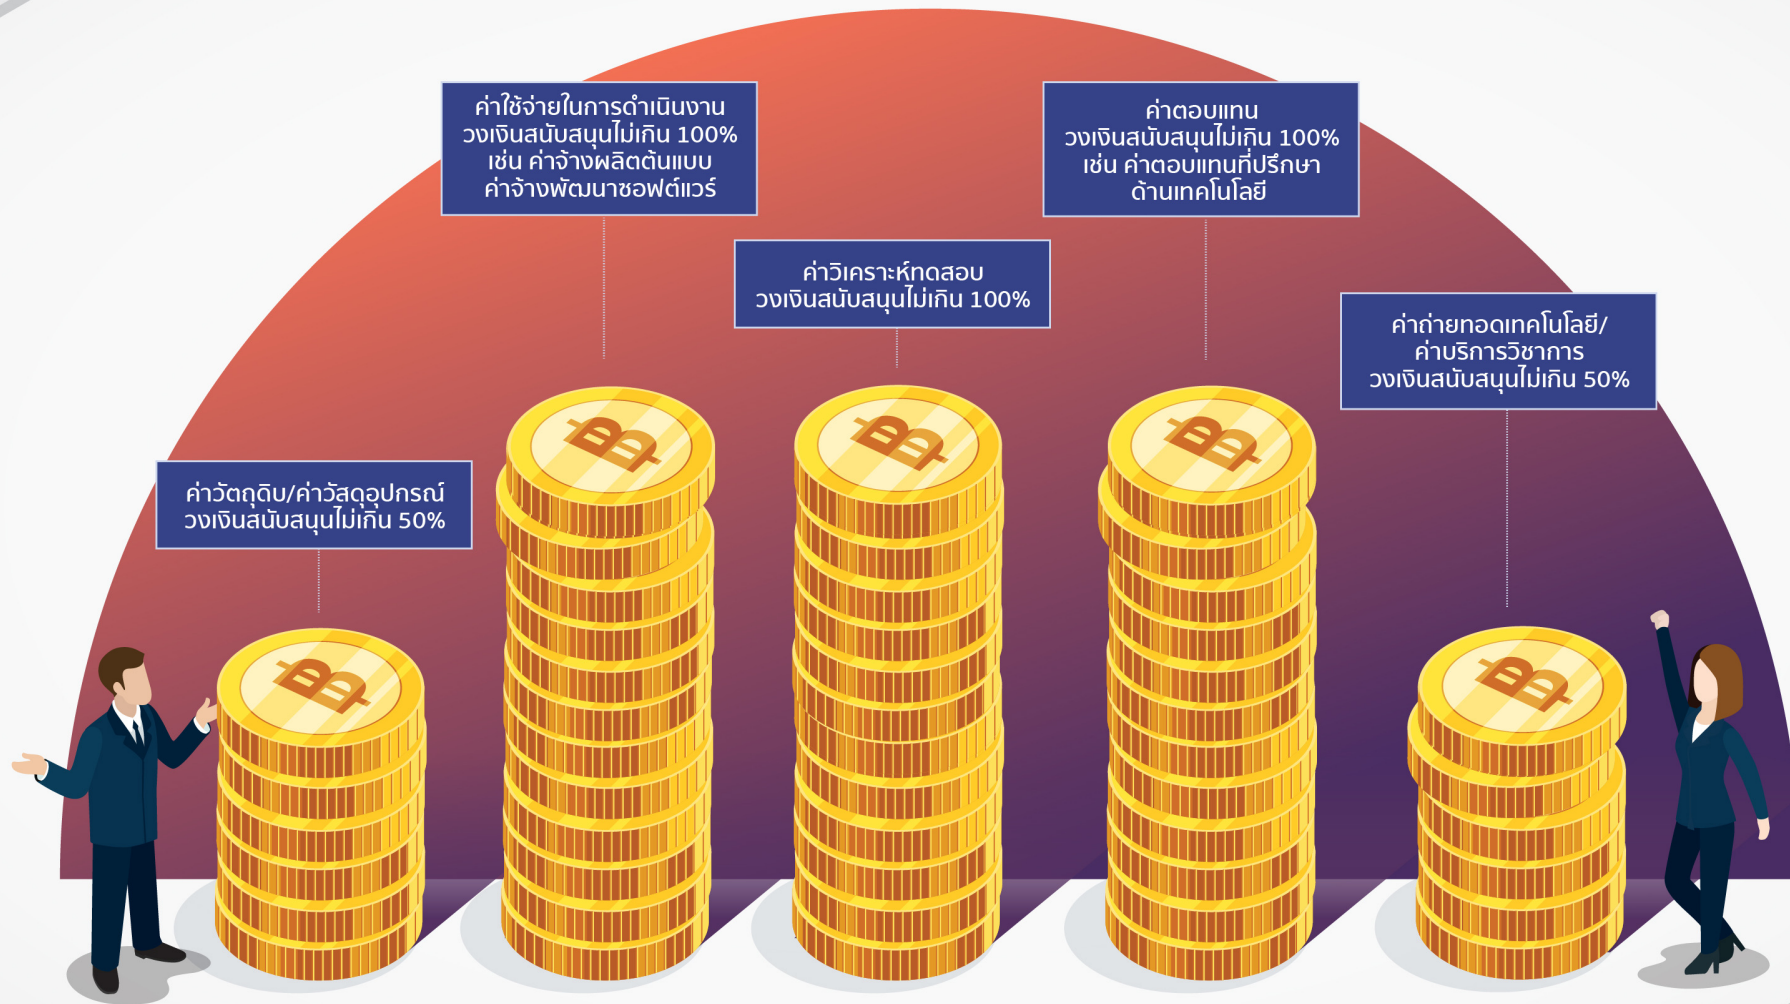 ค่าใช้จ่ายในการดำเนินงาน
วงเงินสนับสนุนไม่เกิน 100%
เช่น ค่าจ้างผลิตต้นแบบ
ค่าจ้างพัฒนาซอฟต์แวร์
ค่าตอบแทน
วงเงินสนับสนุนไม่เกิน 100%
เช่น ค่าตอบแทนที่ปรึกษา
ด้านเทคโนโลยี
ค่าวิเคราะห์ทดสอบ
วงเงินสนับสนุนไม่เกิน 100%
ค่าถ่ายทอดเทคโนโลยี/
ค่าบริการวิชาการ
วงเงินสนับสนุนไม่เกิน 50%
ค่าวัตถุดิบ/ค่าวัสดุอุปกรณ์
วงเงินสนับสนุนไม่เกิน 50%